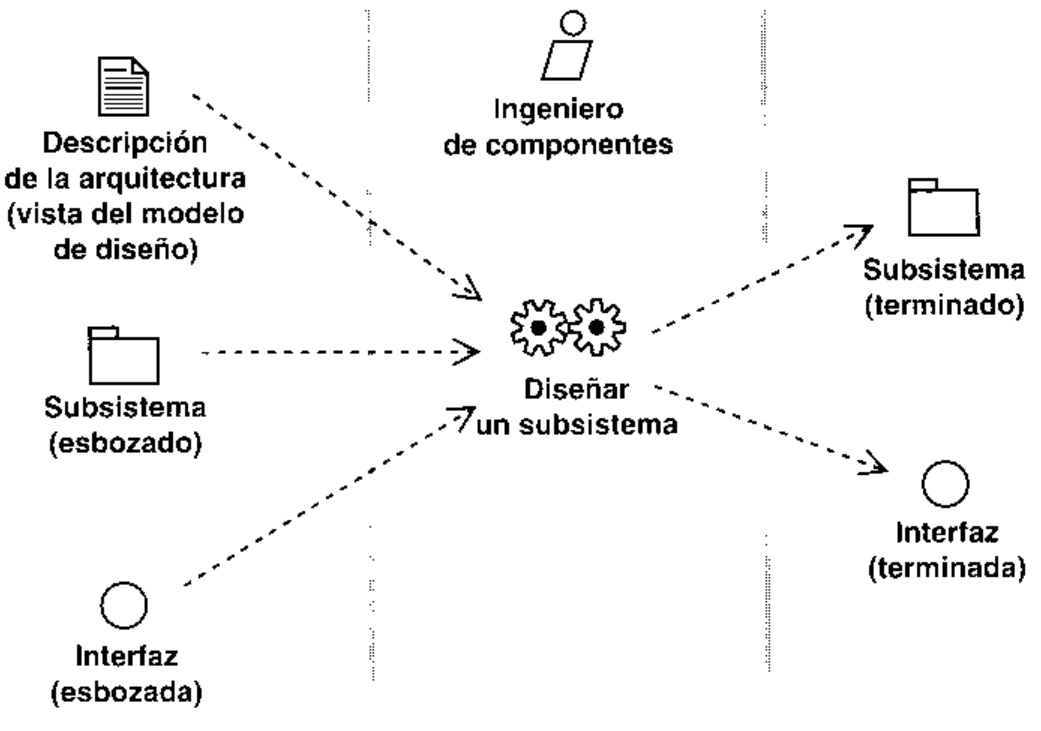 Descripción
de la arquitectura
(vista del modelo
de diseño)
Subsistema
(esbozado)
Interfaz
(esbozada)
Ingeniero
de componentes
Diseñar
un subsistema
Subsistema
(terminado)
Interfaz
(terminada)